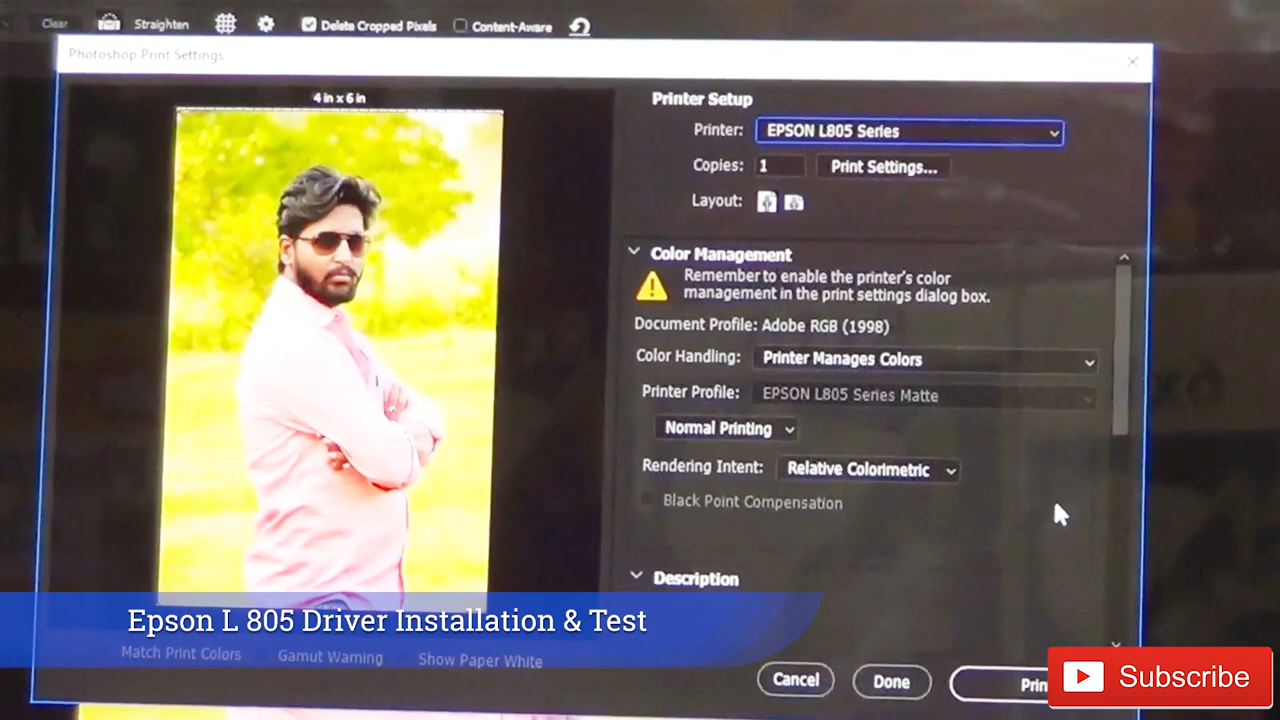 Clear Straighten Delete Cropped Pixels Content-Aware
Photoshop Print Settings
4 in x 6 in
Printer Setup
Printer: EPSON L805 Series
Copies: 1 Print Settings...
Layout:
Color Management
Remember to enable the printer's color
management in the print settings dialog box.
Document Profile: Adobe RGB (1998)
Color Handling: Printer Manages Colors
Printer Profile: EPSON L805 Series Matte
Normal Printing
Rendering Intent: Relative Colorimetric
Black Point Compensation
Description
Epson L 805 Driver Installation & Test
Match Print Colors Gamut Warning Show Paper White
Cancel Done
Subscribe